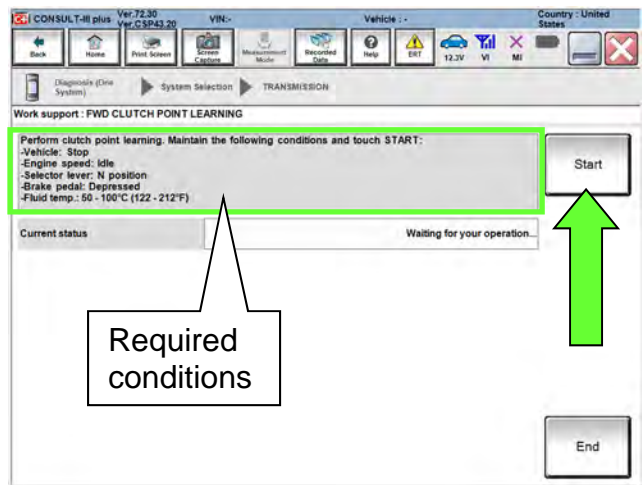 CONSULT-III plus Ver.72.30 VIN:- Vehicle : - Country : United
Ver.CSP43.20 States
Back Home Print Screen Screen Capture Measurement Mode Recorded Data Help ERT 12.3V VI MI
Diagnosis (One System) System Selection TRANSMISSION
Work support : FWD CLUTCH POINT LEARNING
Perform clutch point learning. Maintain the following conditions and touch START:
-Vehicle: Stop
-Engine speed: Idle
-Selector lever: N position
-Brake pedal: Depressed
-Fluid temp.: 50 - 100°C (122 - 212°F)
Start
Current status Waiting for your operation...
Required
conditions
End